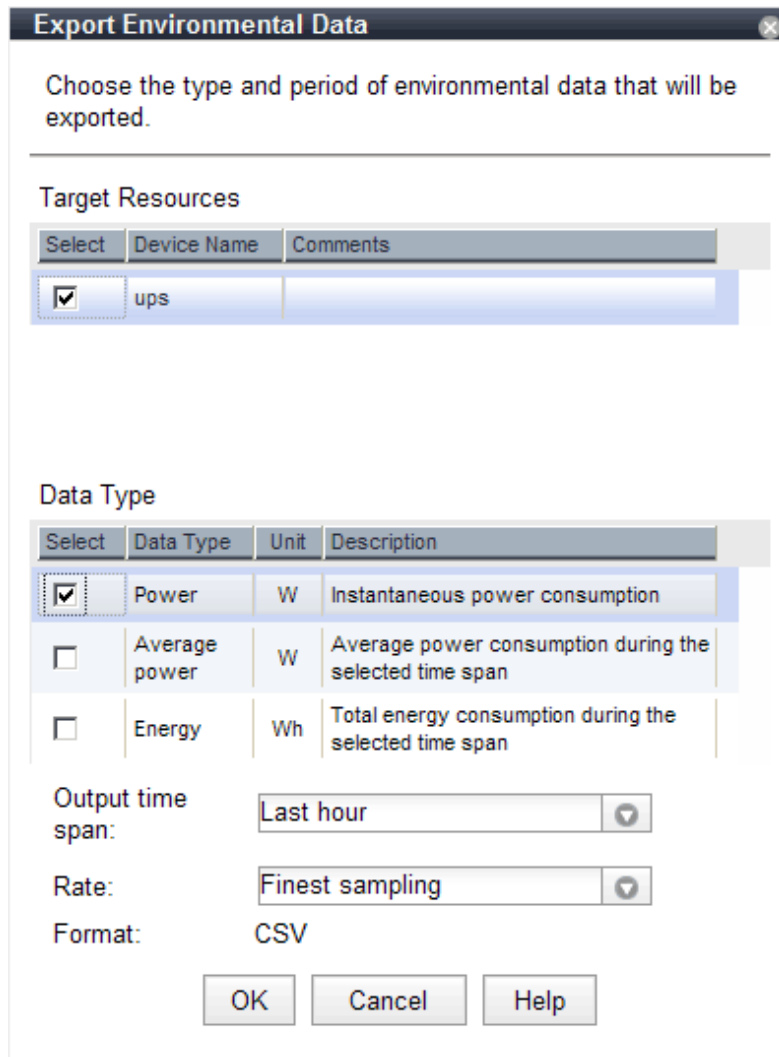 Export Environmental Data
Choose the type and period of environmental data that will be
exported.
Target Resources
Select Device Name Comments
ups
Data Type
Select Data Type Unit Description
Power W Instantaneous power consumption
Average power W Average power consumption during the
selected time span
Energy Wh Total energy consumption during the
selected time span
Output time
span:
Last hour
Rate: Finest sampling
Format: CSV
OK Cancel Help